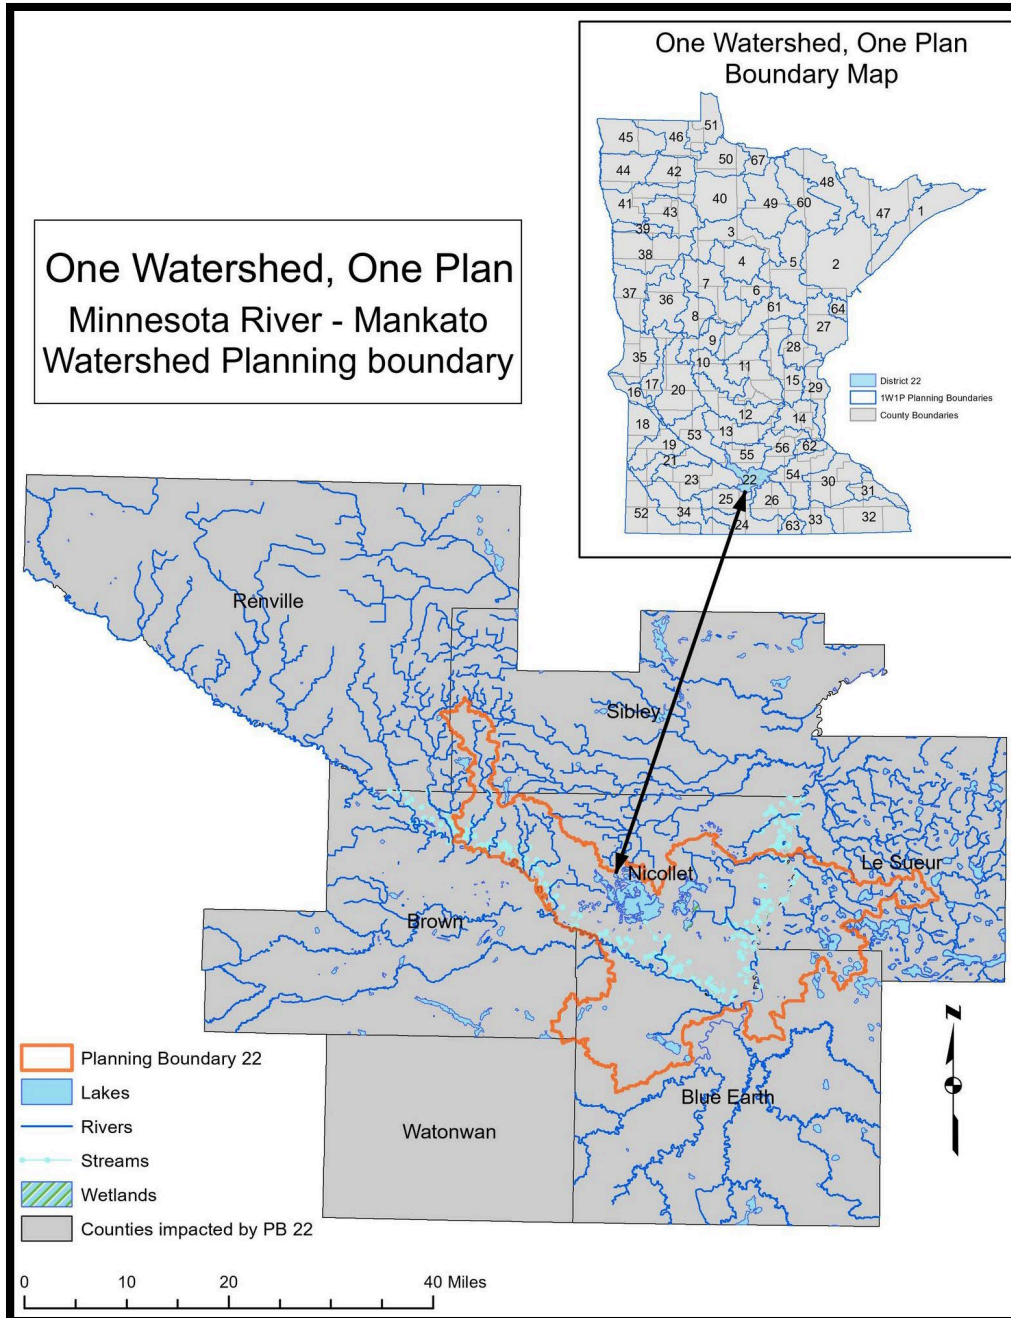 One Watershed, One Plan
Boundary Map
51
45
46
50
67
44
42
48
40
41
43
49
60
47
1
39
3
38
4
5
2
7
37
36
6
61
64
8
27
9
28
35
10
11
17
15
29
16
20
12
14
18
53
13
56
62
19
55
21
54
23
22
30
31
25
26
52
34
24
63
33
32
District 22
1W1P Planning Boundaries
County Boundaries
One Watershed, One Plan
Minnesota River - Mankato
Watershed Planning boundary
Renville
Sibley
Nicollet
Le Sueur
Brown
Blue Earth
Watonwan
Planning Boundary 22
Lakes
Rivers
Streams
Wetlands
Counties impacted by PB 22
N
0 10 20 40 Miles